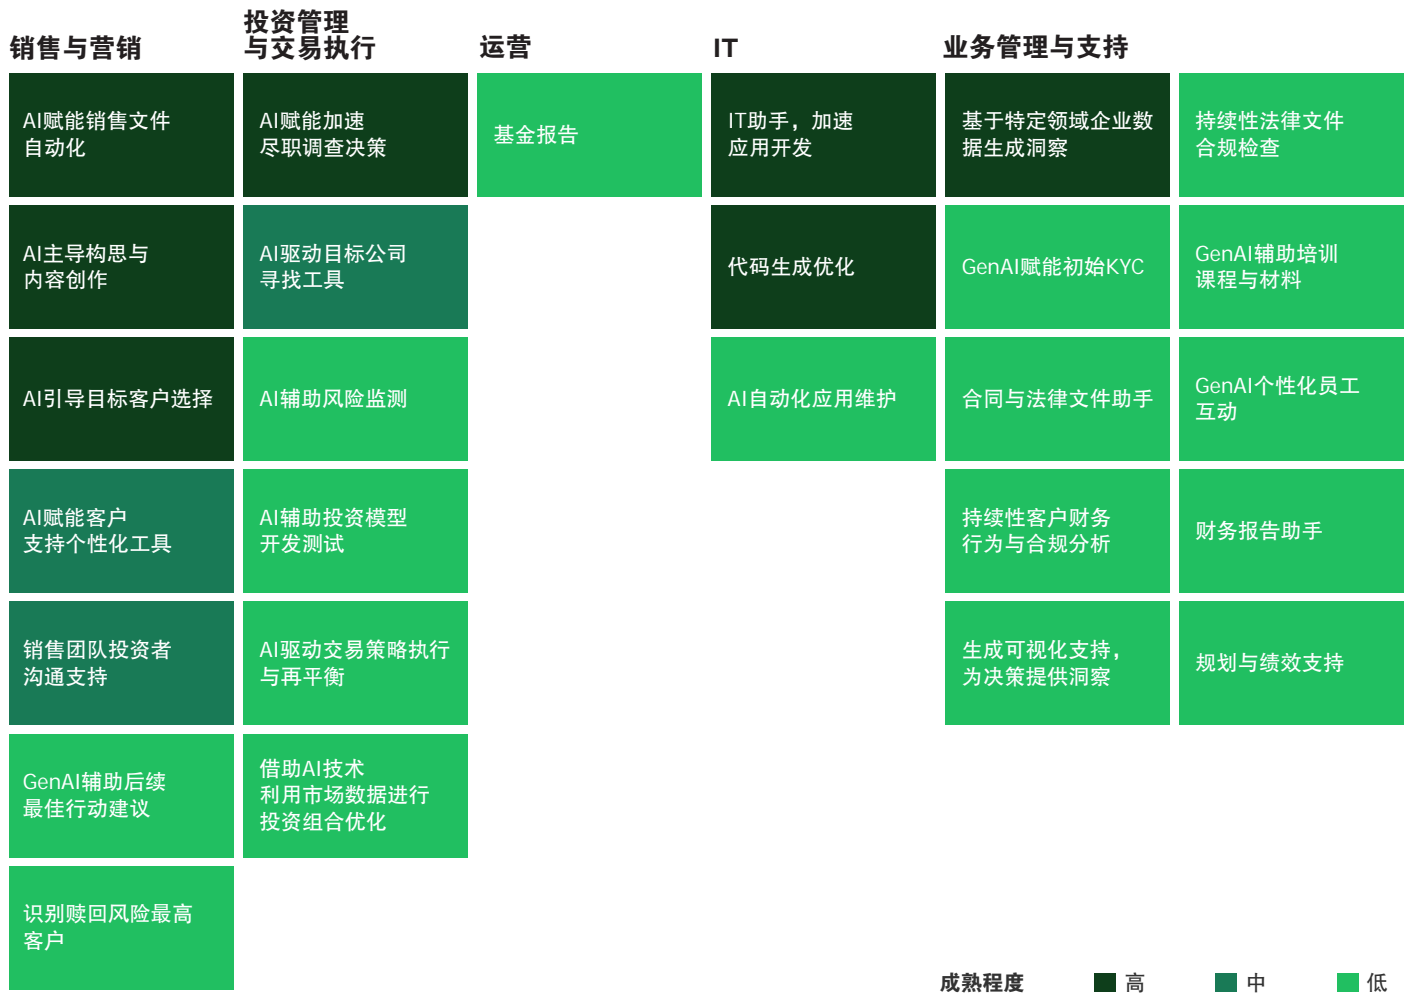 销售与营销
AI赋能销售文件
自动化
AI主导构思与
内容创作
AI引导目标客户选择
AI赋能客户
支持个性化工具
销售团队投资者
沟通支持
GenAI辅助后续
最佳行动建议
识别赎回风险最高
客户
投资管理
与交易执行
AI赋能加速
尽职调查决策
AI驱动目标公司
寻找工具
AI辅助风险监测
AI辅助投资模型
开发测试
AI驱动交易策略执行
与再平衡
借助AI技术
利用市场数据进行
投资组合优化
运营
基金报告
IT
IT助手，加速
应用开发
代码生成优化
AI自动化应用维护
业务管理与支持
基于特定领域企业数
据生成洞察
GenAI赋能初始KYC
合同与法律文件助手
持续性客户财务
行为与合规分析
生成可视化支持，
为决策提供洞察
持续性法律文件
合规检查
GenAI辅助培训
课程与材料
GenAI个性化员工
互动
财务报告助手
规划与绩效支持
成熟程度
高
中
低